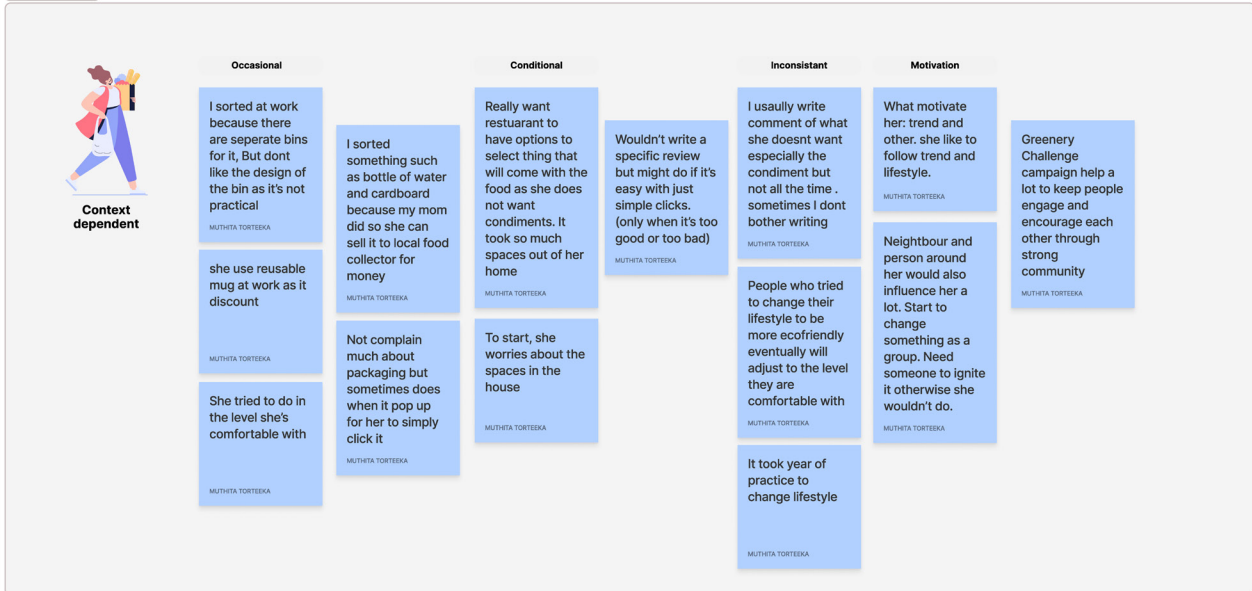 Context
dependent
Occasional
I sorted at work
because there
are seperate bins
for it, But dont
like the design of
the bin as it's not
practical
MUTHITA TORTEEKA
she use reusable
mug at work as it
discount
MUTHITA TORTEEKA
She tried to do in
the level she's
comfortable with
MUTHITA TORTEEKA
I sorted
something such
as bottle of water
and cardboard
because my mom
did so she can
sell it to local food
collector for
money
MUTHITA TORTEEKA
Not complain
much about
packaging but
sometimes does
when it pop up
for her to simply
click it
MUTHITA TORTEEKA
Conditional
Really want
restuarant to
have options to
select thing that
will come with the
food as she does
not want
condiments. It
took so much
spaces out of her
home
MUTHITA TORTEEKA
To start, she
worries about the
spaces in the
house
MUTHITA TORTEEKA
Wouldn't write a
specific review
but might do if it's
easy with just
simple clicks.
(only when it's too
good or too bad)
MUTHITA TORTEEKA
Inconsistant
I usaully write
comment of what
she doesnt want
especially the
condiment but
not all the time .
sometimes I dont
bother writing
MUTHITA TORTEEKA
People who tried
to change their
lifestyle to be
more ecofriendly
eventually will
adjust to the level
they are
comfortable with
MUTHITA TORTEEKA
It took year of
practice to
change lifestyle
MUTHITA TORTEEKA
Motivation
What motivate
her: trend and
other. she like to
follow trend and
lifestyle.
MUTHITA TORTEEKA
Neightbour and
person around
her would also
influence her a
lot. Start to
change
something as a
group. Need
someone to ignite
it otherwise she
wouldn't do.
MUTHITA TORTEEKA
Greenery
Challenge
campaign help a
lot to keep people
engage and
encourage each
other through
strong
community
MUTHITA TORTEEKA